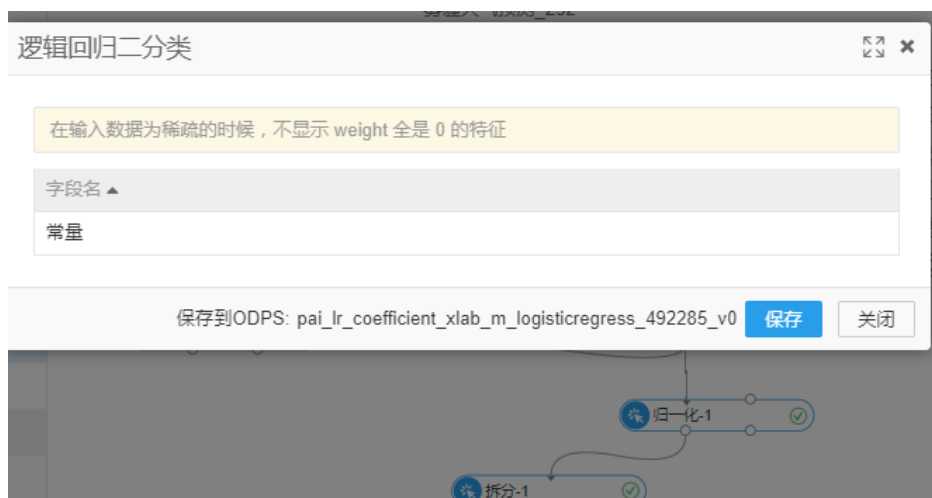 逻辑回归二分类
在输入数据为稀疏的时候，不显示 weight 全是 0 的特征
字段名
常量
保存到ODPS: pai_lr_coefficient_xlab_m_logisticregress_492285_v0
保存
关闭
归一化-1
拆分-1